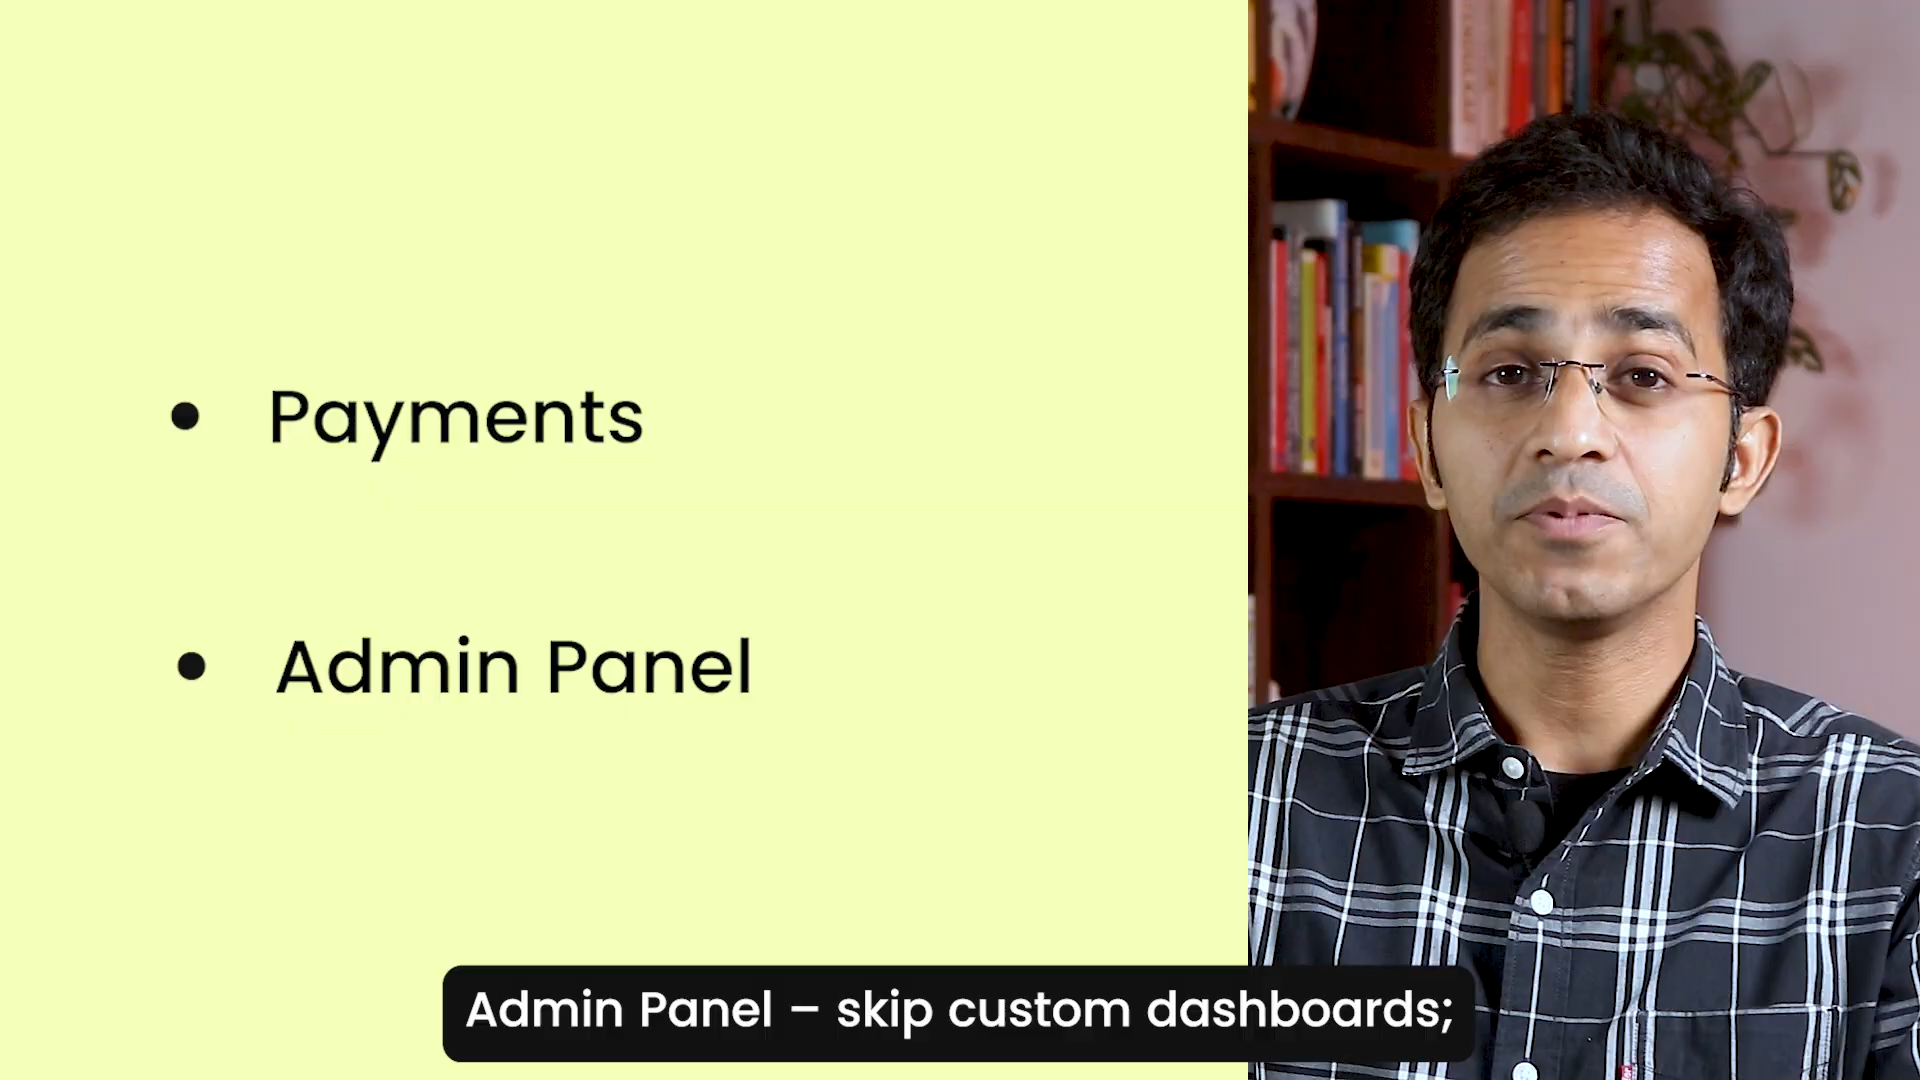 • Payments
• Admin Panel
Admin Panel – skip custom dashboards;